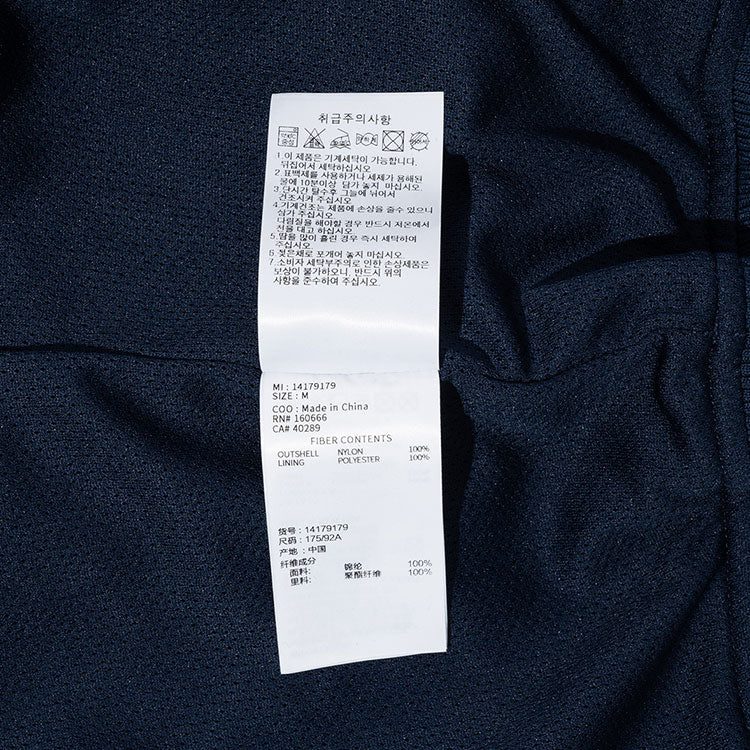 취급주의사항
1.이 제품은 기계세탁이 가능합니다.
뒤집어서 세탁하십시오
2.표백제를 사용하거나 세제가 용해된
물에 10분이상 담가 놓지 마십시오.
3.단시간 탈수후 그늘에 뉘어서
건조시켜 주십시오
4.기계건조는 제품에 손상을 줄수 있으니
삼가 주십시오.
다림질을 해야할 경우 반드시 저온에서
천을 대고 하십시오.
5.땀을 많이 흘린 경우 즉시 세탁하여
주십시오.
6.젖은채로 포개어 놓지 마십시오.
7.소비자 세탁부주의로 인한 손상제품은
보상이 불가하오니, 반드시 위의
사항을 준수하여 주십시오.
MI : 14179179
SIZE : M
COO : Made in China
RN# 160666
CA# 40289
FIBER CONTENTS
OUTSHELL NYLON 100%
LINING POLYESTER 100%
货号 : 14179179
尺码 : 175/92A
产地 : 中国
纤维成分
面料: 锦纶 100%
里料: 聚酯纤维 100%